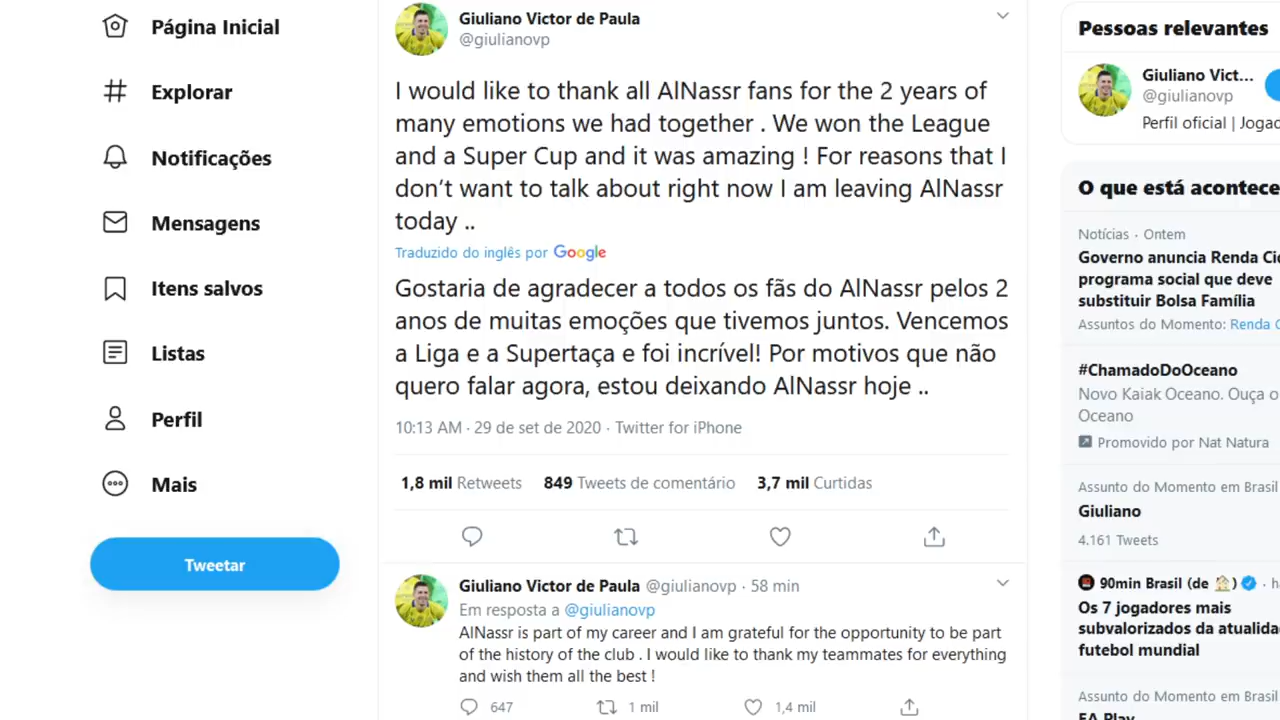 Página Inicial
Explorar
Notificações
Mensagens
Itens salvos
Listas
Perfil
Mais
Tweetar
Giuliano Victor de Paula
@giulianovp
I would like to thank all AlNassr fans for the 2 years of
many emotions we had together . We won the League
and a Super Cup and it was amazing ! For reasons that I
don’t want to talk about right now I am leaving AlNassr
today ..
Traduzido do inglês por Google
Gostaria de agradecer a todos os fãs do AlNassr pelos 2
anos de muitas emoções que tivemos juntos. Vencemos
a Liga e a Supertaça e foi incrível! Por motivos que não
quero falar agora, estou deixando AlNassr hoje ..
10:13 AM · 29 de set de 2020 · Twitter for iPhone
1,8 mil Retweets 849 Tweets de comentário 3,7 mil Curtidas
Giuliano Victor de Paula @giulianovp · 58 min
Em resposta a @giulianovp
AlNassr is part of my career and I am grateful for the opportunity to be part
of the history of the club . I would like to thank my teammates for everything
and wish them all the best !
647 1 mil 1,4 mil
Pessoas relevantes
Giuliano Vict...
@giulianovp
Perfil oficial | Jogad
O que está acontece
Notícias · Ontem
Governo anuncia Renda Ci
programa social que deve
substituir Bolsa Família
Assuntos do Momento: Renda C
#ChamadoDoOceano
Novo Kaiak Oceano. Ouça o
Oceano
Promovido por Nat Natura
Assunto do Momento em Brasil
Giuliano
4.161 Tweets
90min Brasil (de 🏠) · h
Os 7 jogadores mais
subvalorizados da atualida
futebol mundial
Assunto do Momento em Brasil
EA Play